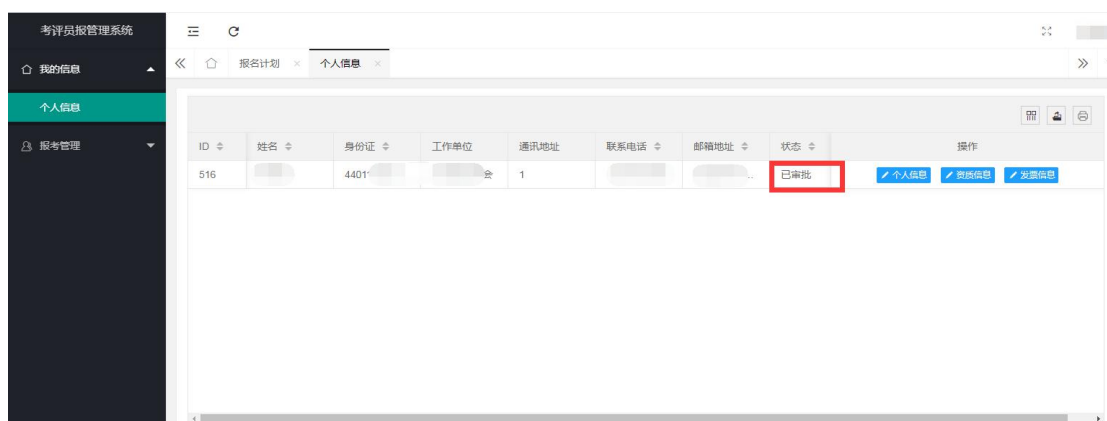 考评员报管理系统
我的信息
个人信息
报考管理
报名计划 × 个人信息 ×
ID 姓名 身份证 工作单位 通讯地址 联系电话 邮箱地址 状态 操作
516 4401 会 1 .. 已审批 个人信息 资质信息 发票信息